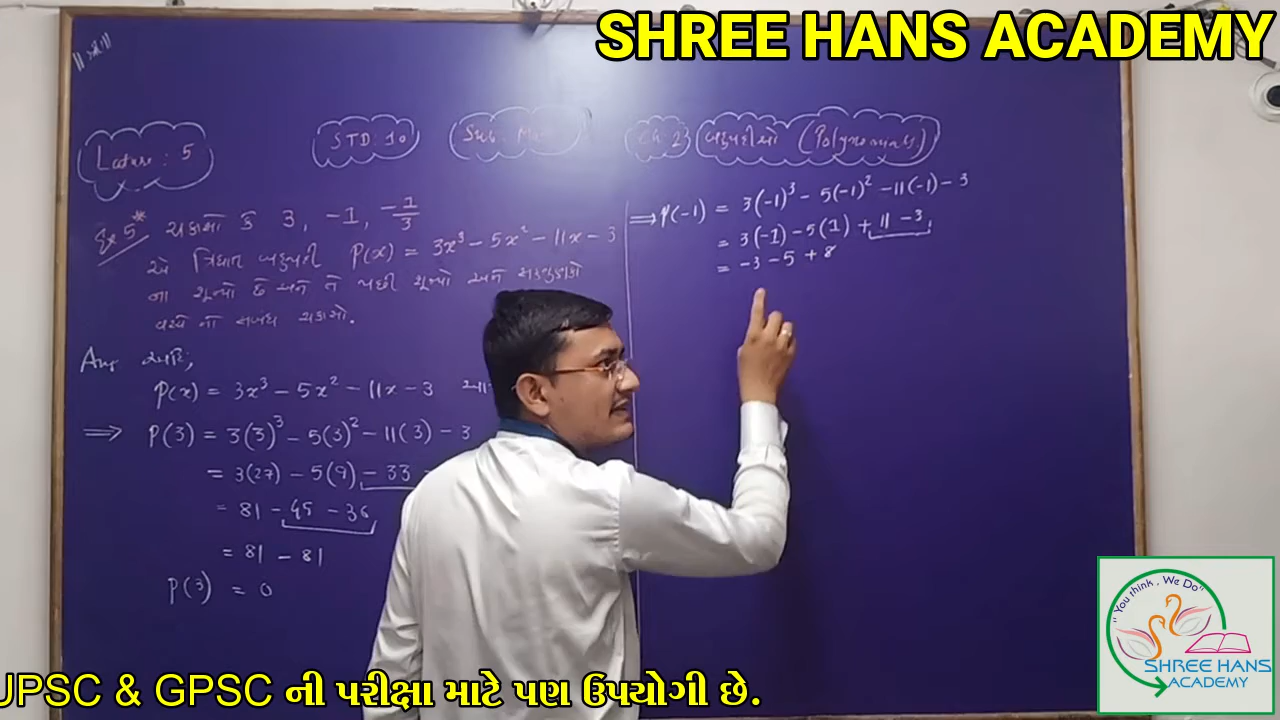 SHREE HANS ACADEMY
Lecture : 5
STD. 10
Ch. 2
બહુપદીઓ (Polynomials)
Ex 5* ચકાસો કે 3, -1, -1/3
એ ત્રિઘાત બહુપદી P(x) = 3x³ - 5x² - 11x - 3
ના શૂન્યો છે અને તે પછી શૂન્યો અને સહગુણકો
વચ્ચે નો સંબંધ ચકાસો.
Ans
P(x) = 3x³ - 5x² - 11x - 3
⇒ P(3) = 3(3)³ - 5(3)² - 11(3) - 3
= 3(27) - 5(9) - 33
= 81 - 45 - 36
= 81 - 81
P(3) = 0
⇒ P(-1) = 3(-1)³ - 5(-1)² - 11(-1) - 3
= 3(-1) - 5(1) + 11 - 3
= -3 - 5 + 8
UPSC & GPSC ની પરીક્ષા માટે પણ ઉપયોગી છે.
"You think, We Do"
SHREE HANS
ACADEMY